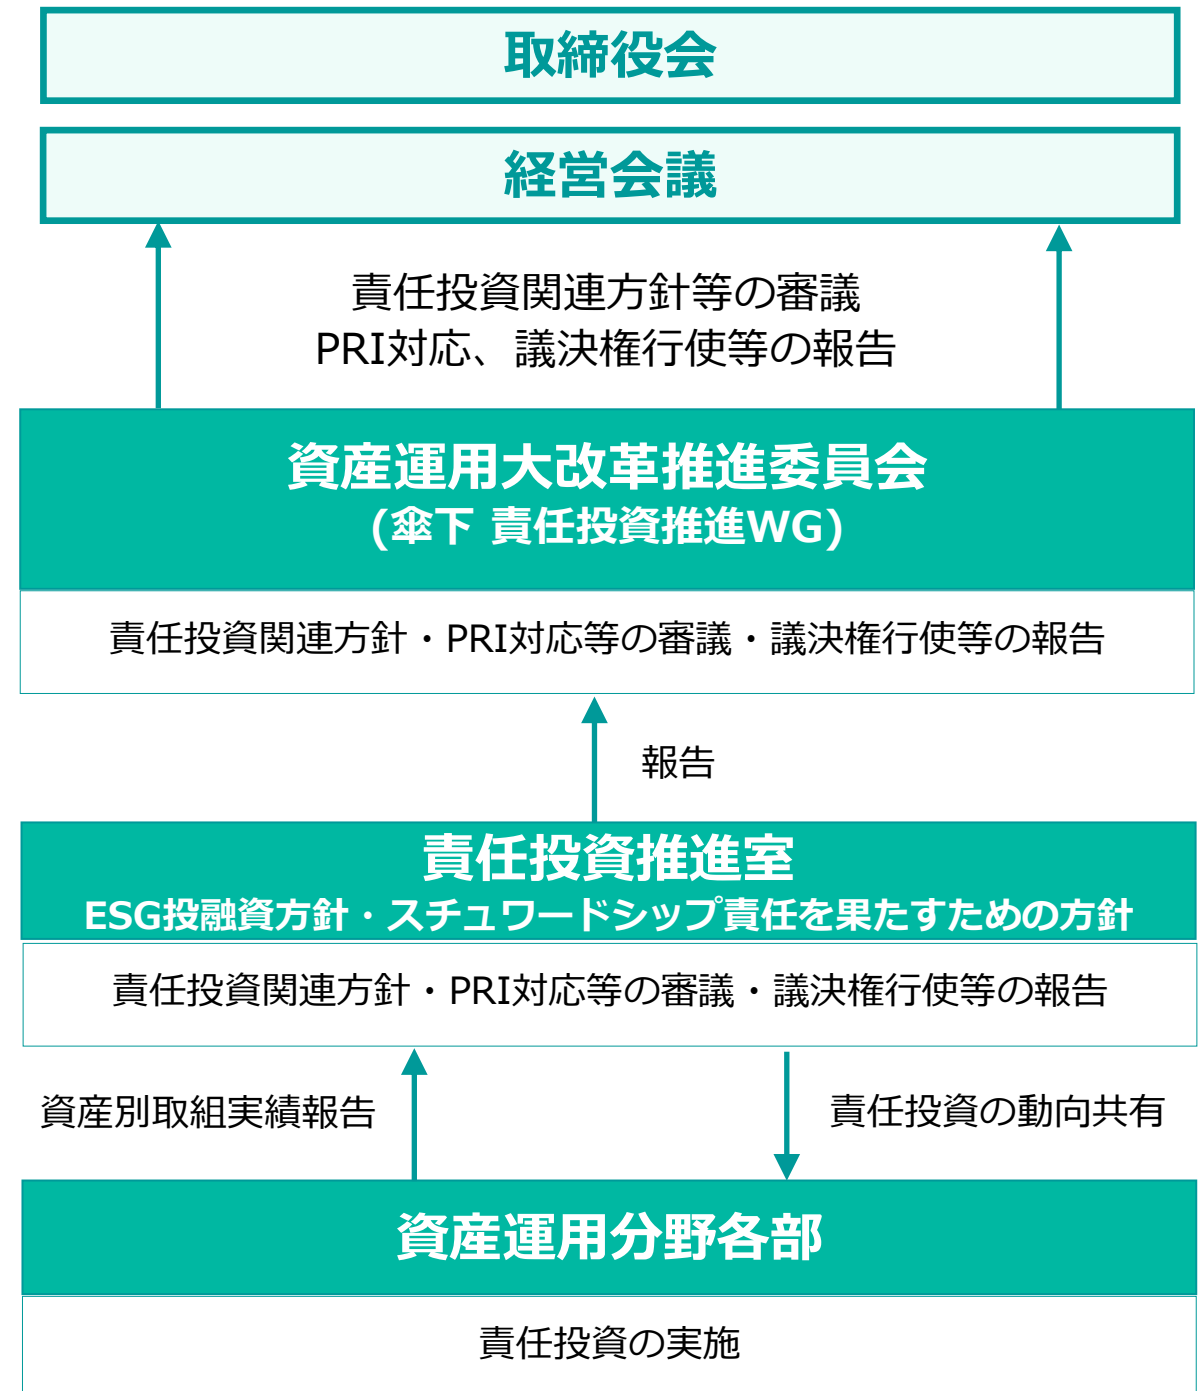 取締役会
経営会議
責任投資関連方針等の審議
PRI対応、議決権行使等の報告
資産運用大改革推進委員会
(傘下 責任投資推進WG)
責任投資関連方針・PRI対応等の審議・議決権行使等の報告
報告
責任投資推進室
ESG投融資方針・スチュワードシップ責任を果たすための方針
責任投資関連方針・PRI対応等の審議・議決権行使等の報告
資産別取組実績報告
責任投資の動向共有
資産運用分野各部
責任投資の実施